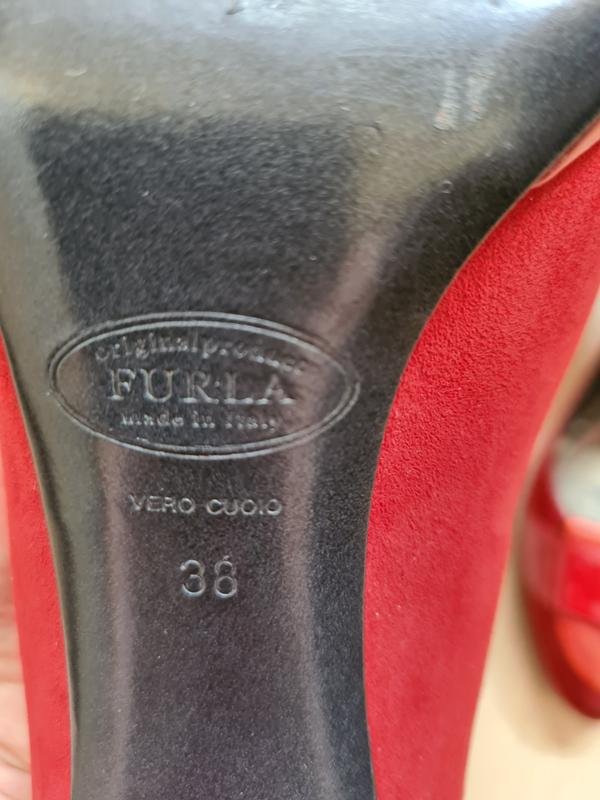 original product
FURLA
made in Italy
VERO CUOIO
38